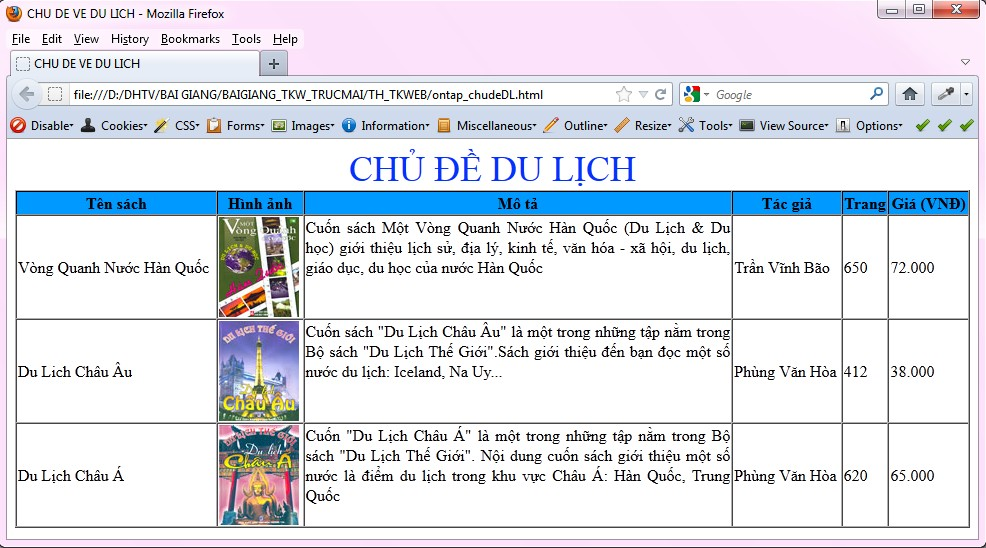 CHU DE VE DU LICH - Mozilla Firefox
File Edit View History Bookmarks Tools Help
CHU DE VE DU LICH
file:///D:/DHTV/BAI GIANG/BAIGIANG_TKW_TRUCMAI/TH_TKWEB/ontap_chudeDL.html
Google
Disable Cookies CSS Forms Images Information Miscellaneous Outline Resize Tools View Source Options
CHỦ ĐỀ DU LỊCH
Tên sách Hình ảnh Mô tả Tác giả Trang Giá (VNĐ)
Vòng Quanh Nước Hàn Quốc
MỘT
Vòng Quanh
Cuốn sách Một Vòng Quanh Nước Hàn Quốc (Du Lịch & Du
học) giới thiệu lịch sử, địa lý, kinh tế, văn hóa - xã hội, du lịch,
giáo dục, du học của nước Hàn Quốc
Trần Vĩnh Bão
650
72.000
Du Lich Châu Âu
DU LỊCH THẾ GIỚI
Du lịch
Châu Âu
Cuốn sách "Du Lịch Châu Âu" là một trong những tập nằm trong
Bộ sách "Du Lịch Thế Giới".Sách giới thiệu đến bạn đọc một số
nước du lịch: Iceland, Na Uy...
Phùng Văn Hòa
412
38.000
Du Lịch Châu Á
DU LỊCH THẾ GIỚI
Du lịch
Châu Á
Cuốn "Du Lịch Châu Á" là một trong những tập nằm trong Bộ
sách "Du Lịch Thế Giới". Nội dung cuốn sách giới thiệu một số
nước là điểm du lịch trong khu vực Châu Á: Hàn Quốc, Trung
Quốc
Phùng Văn Hòa
620
65.000